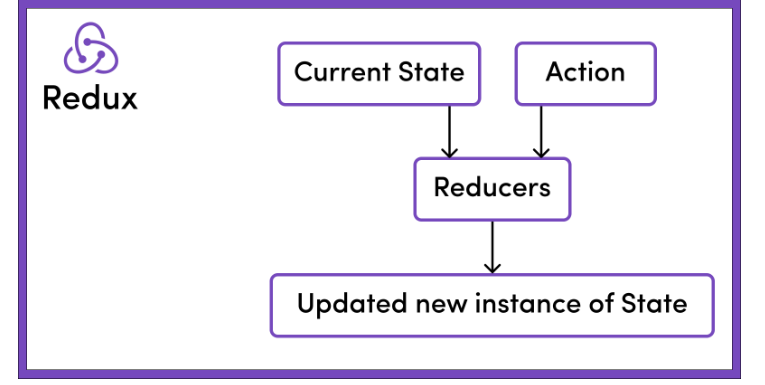 Redux
Current State
Action
Reducers
Updated new instance of State